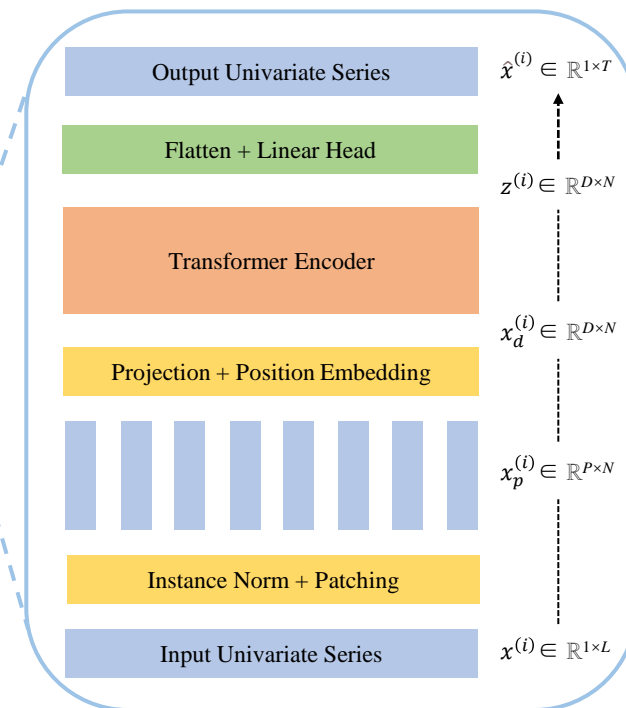 Output Univariate Series x̂^(i) ∈ ℝ^{1×T}
Flatten + Linear Head
z^(i) ∈ ℝ^{D×N}
Transformer Encoder
x_d^(i) ∈ ℝ^{D×N}
Projection + Position Embedding
x_p^(i) ∈ ℝ^{P×N}
Instance Norm + Patching
Input Univariate Series x^(i) ∈ ℝ^{1×L}